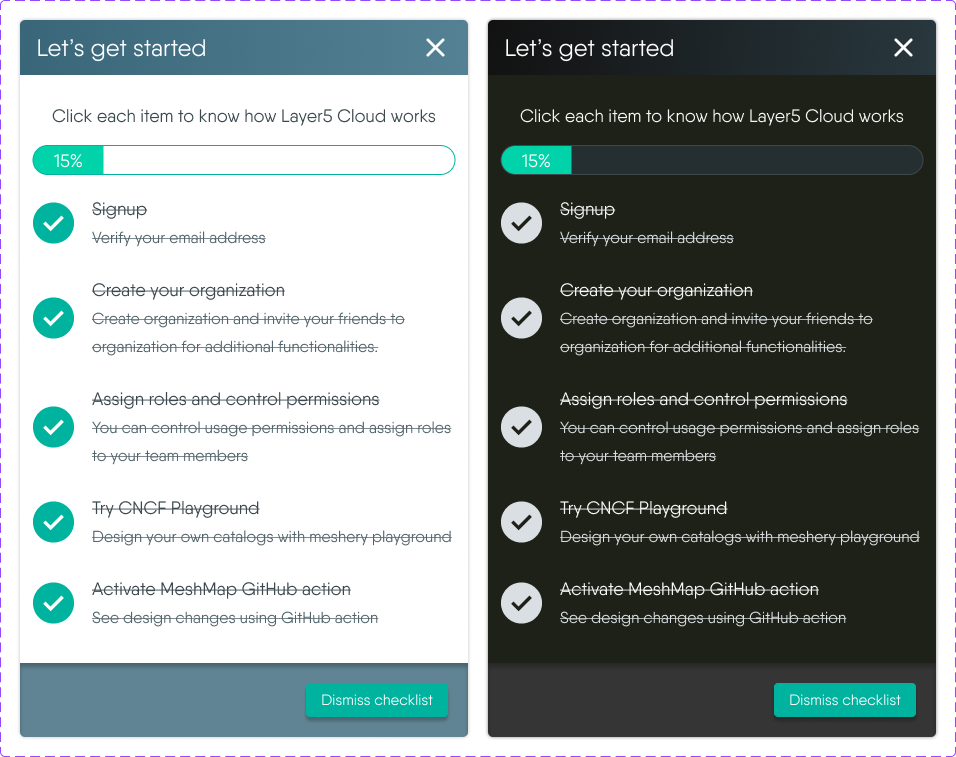 Let's get started
Click each item to know how Layer5 Cloud works
15%
Signup
Verify your email address
Create your organization
Create organization and invite your friends to
organization for additional functionalities.
Assign roles and control permissions
You can control usage permissions and assign roles
to your team members
Try CNCF Playground
Design your own catalogs with meshery playground
Activate MeshMap GitHub action
See design changes using GitHub action
Dismiss checklist
Let's get started
Click each item to know how Layer5 Cloud works
15%
Signup
Verify your email address
Create your organization
Create organization and invite your friends to
organization for additional functionalities.
Assign roles and control permissions
You can control usage permissions and assign roles
to your team members
Try CNCF Playground
Design your own catalogs with meshery playground
Activate MeshMap GitHub action
See design changes using GitHub action
Dismiss checklist